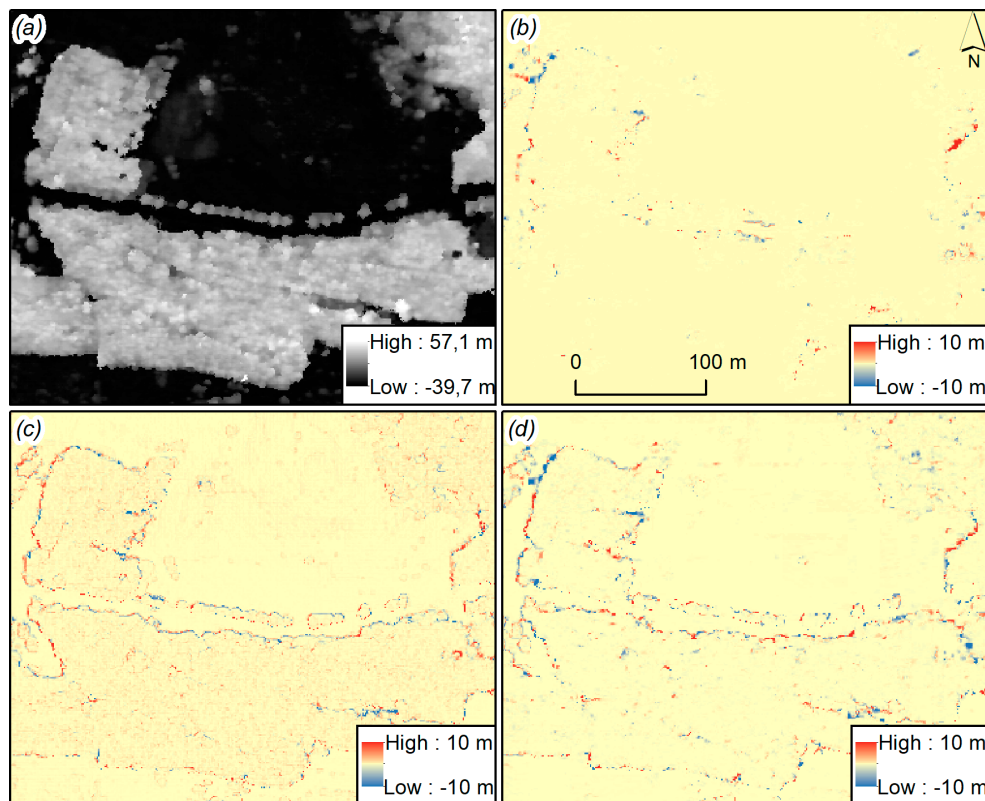 (a)
High : 57,1 m
Low : -39,7 m
(b)
N
0 100 m
High : 10 m
Low : -10 m
(c)
High : 10 m
Low : -10 m
(d)
High : 10 m
Low : -10 m